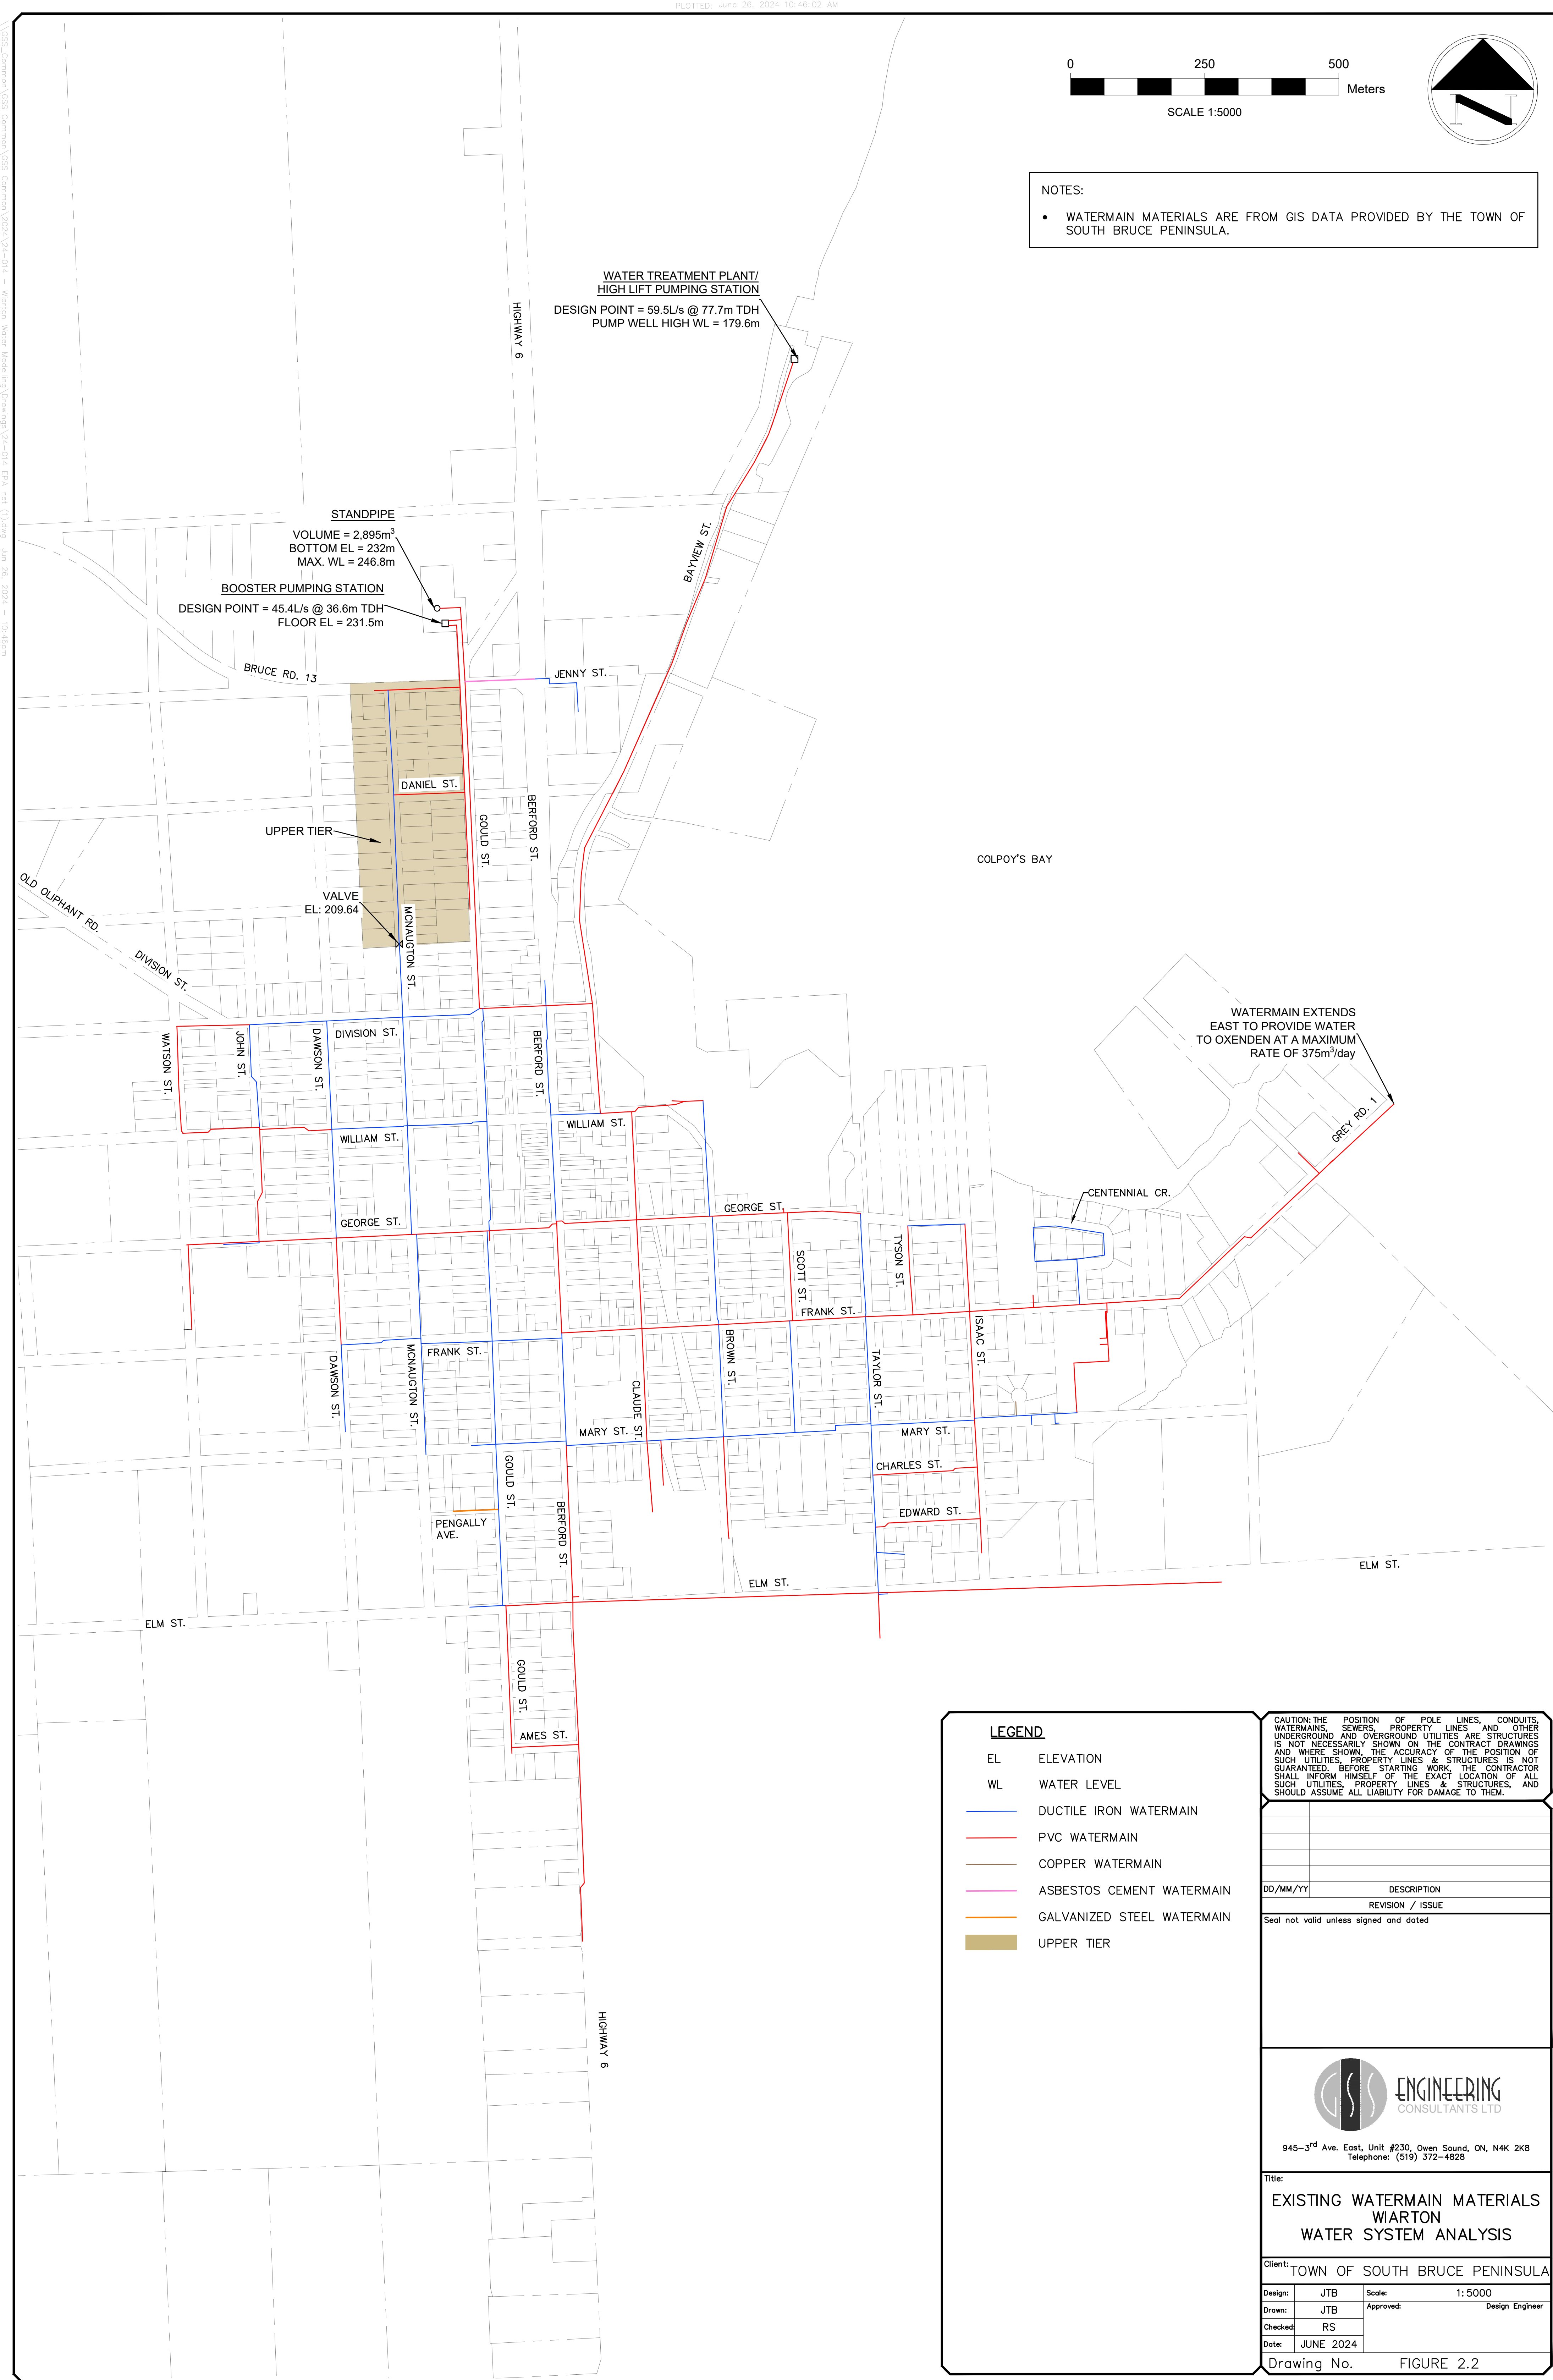 PLOTTED: June 26, 2024 10:46:02 AM
0 250 500
Meters
SCALE 1:5000
N
NOTES:
• WATERMAIN MATERIALS ARE FROM GIS DATA PROVIDED BY THE TOWN OF
SOUTH BRUCE PENINSULA.
WATER TREATMENT PLANT/
HIGH LIFT PUMPING STATION
DESIGN POINT = 59.5L/s @ 77.7m TDH
PUMP WELL HIGH WL = 179.6m
HIGHWAY 6
STANDPIPE
VOLUME = 2,895m³
BOTTOM EL = 232m
MAX. WL = 246.8m
BOOSTER PUMPING STATION
DESIGN POINT = 45.4L/s @ 36.6m TDH
FLOOR EL = 231.5m
BAYVIEW ST.
BRUCE RD. 13
JENNY ST.
DANIEL ST.
GOULD ST.
BERFORD ST.
UPPER TIER
COLPOY'S BAY
OLD OLIPHANT RD.
VALVE
EL: 209.64
MCNAUGTON ST.
DIVISION ST.
WATERMAIN EXTENDS
EAST TO PROVIDE WATER
TO OXENDEN AT A MAXIMUM
RATE OF 375m³/day
GREY RD. 1
WATSON ST.
JOHN ST.
DAWSON ST.
DIVISION ST.
BERFORD ST.
WILLIAM ST.
WILLIAM ST.
CENTENNIAL CR.
GEORGE ST.
GEORGE ST.
SCOTT ST.
TYSON ST.
FRANK ST.
FRANK ST.
DAWSON ST.
MCNAUGTON ST.
CLAUDE ST.
BROWN ST.
TAYLOR ST.
ISAAC ST.
MARY ST.
MARY ST.
CHARLES ST.
GOULD ST.
BERFORD ST.
EDWARD ST.
PENGALLY
AVE.
ELM ST.
ELM ST.
ELM ST.
GOULD ST.
AMES ST.
HIGHWAY 6
LEGEND
EL ELEVATION
WL WATER LEVEL
DUCTILE IRON WATERMAIN
PVC WATERMAIN
COPPER WATERMAIN
ASBESTOS CEMENT WATERMAIN
GALVANIZED STEEL WATERMAIN
UPPER TIER
CAUTION: THE POSITION OF POLE LINES, CONDUITS,
WATERMAINS, SEWERS, PROPERTY LINES AND OTHER
UNDERGROUND AND OVERGROUND UTILITIES ARE STRUCTURES
IS NOT NECESSARILY SHOWN ON THE CONTRACT DRAWINGS
AND WHERE SHOWN, THE ACCURACY OF THE POSITION OF
SUCH UTILITIES, PROPERTY LINES & STRUCTURES IS NOT
GUARANTEED. BEFORE STARTING WORK, THE CONTRACTOR
SHALL INFORM HIMSELF OF THE EXACT LOCATION OF ALL
SUCH UTILITIES, PROPERTY LINES & STRUCTURES, AND
SHOULD ASSUME ALL LIABILITY FOR DAMAGE TO THEM.
DD/MM/YY DESCRIPTION
REVISION / ISSUE
Seal not valid unless signed and dated
GSS ENGINEERING
CONSULTANTS LTD
945-3rd Ave. East, Unit #230, Owen Sound, ON, N4K 2K8
Telephone: (519) 372-4828
Title:
EXISTING WATERMAIN MATERIALS
WIARTON
WATER SYSTEM ANALYSIS
Client: TOWN OF SOUTH BRUCE PENINSULA
Design: JTB Scale: 1:5000
Drawn: JTB Approved: Design Engineer
Checked: RS
Date: JUNE 2024
Drawing No. FIGURE 2.2